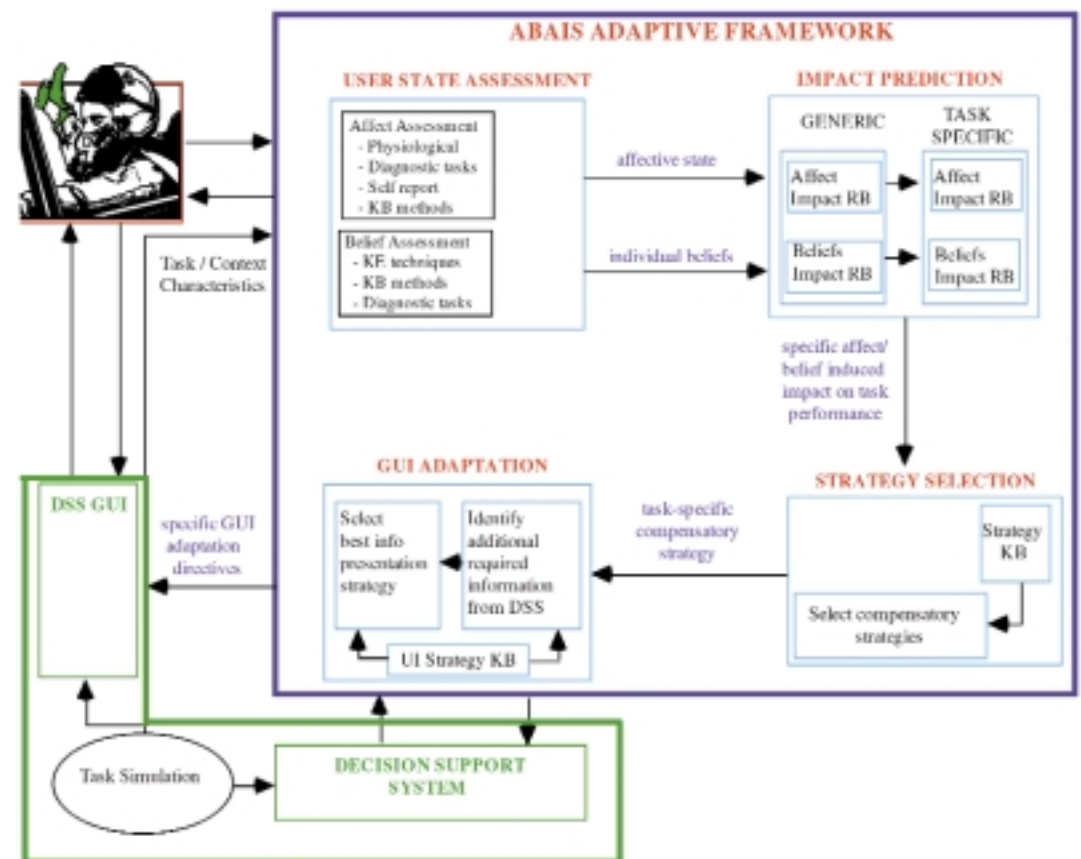 ABAIS ADAPTIVE FRAMEWORK
USER STATE ASSESSMENT
Affect Assessment
- Physiological
- Diagnostic tasks
- Self report
- KB methods
Belief Assessment
- KE techniques
- KB methods
- Diagnostic tasks
affective state
individual beliefs
IMPACT PREDICTION
GENERIC
TASK
SPECIFIC
Affect
Impact RB
Affect
Impact RB
Beliefs
Impact RB
Beliefs
Impact RB
Task / Context
Characteristics
specific affect/
belief induced
impact on task
performance
STRATEGY SELECTION
Strategy
KB
Select compensatory
strategies
task-specific
compensatory
strategy
GUI ADAPTATION
Select
best info
presentation
strategy
Identify
additional
required
information
from DSS
UI Strategy KB
specific GUI
adaptation
directives
DSS GUI
Task Simulation
DECISION SUPPORT
SYSTEM